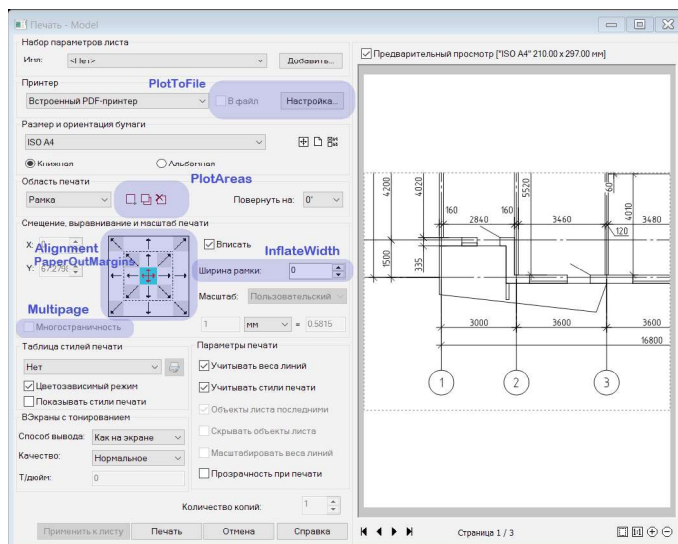 Печать - Model
Набор параметров листа
Имя: <Нет> Добавить...
Принтер PlotToFile
Встроенный PDF-принтер В файл Настройка...
Размер и ориентация бумаги
ISO A4
Книжная Альбомная
Область печати PlotAreas
Рамка Повернуть на: 0°
Смещение, выравнивание и масштаб печати
X: Alignment Вписать InflateWidth
Y: 67.2750 PaperOutMargins Ширина рамки: 0
Масштаб: Пользовательский
Multipage
Многостраничность 1 мм = 0.5815
Таблица стилей печати
Нет
Цветозависимый режим
Показывать стили печати
ВЭкраны с тонированием
Способ вывода: Как на экране
Качество: Нормальное
Т/дюйм: 0
Параметры печати
Учитывать веса линий
Учитывать стили печати
Объекты листа последними
Скрывать объекты листа
Масштабировать веса линий
Прозрачность при печати
Количество копий: 1
Применить к листу Печать Отмена Справка
Предварительный просмотр ["ISO A4" 210.00 x 297.00 мм]
4200 4020 5520 60 4010
160 160
2840 3460 3480
120
1500 335
3000 3600 3600
16800
1 2 3
Страница 1 / 3
1:1